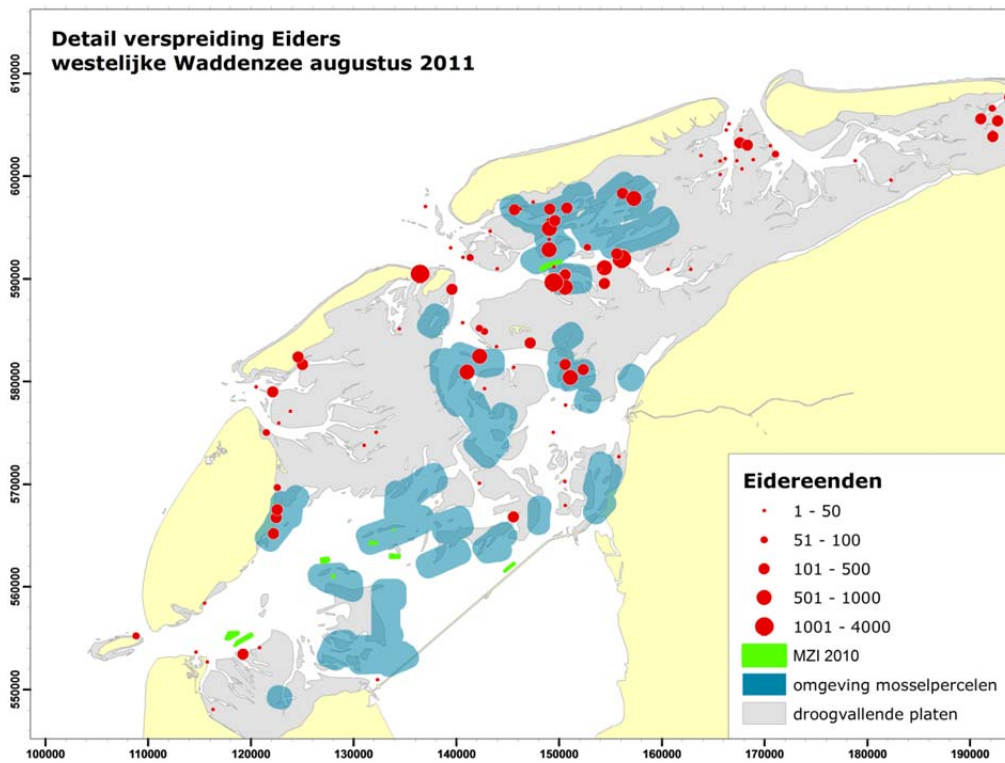 Detail verspreiding Eiders
westelijke Waddenzee augustus 2011
610000
600000
590000
580000
570000
560000
550000
Eidereenden
1 - 50
51 - 100
101 - 500
501 - 1000
1001 - 4000
MZI 2010
omgeving mosselpercelen
droogvallende platen
100000 110000 120000 130000 140000 150000 160000 170000 180000 190000